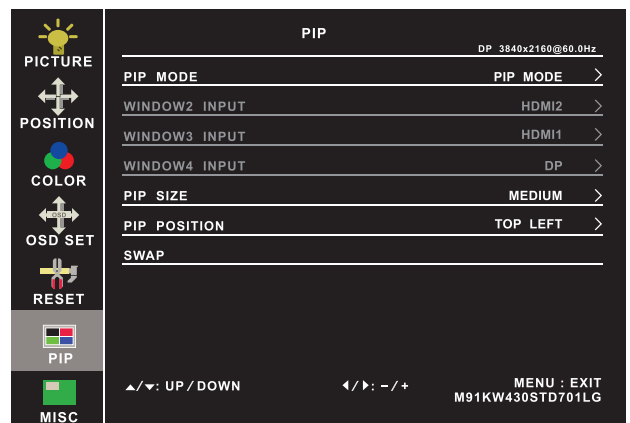 PICTURE
POSITION
COLOR
OSD
OSD SET
RESET
PIP
MISC
PIP
DP 3840x2160@60.0Hz
PIP MODE PIP MODE >
WINDOW2 INPUT HDMI2 >
WINDOW3 INPUT HDMI1 >
WINDOW4 INPUT DP >
PIP SIZE MEDIUM >
PIP POSITION TOP LEFT >
SWAP
▲/▼: UP/DOWN ◀/▶: -/+ MENU : EXIT
M91KW430STD701LG